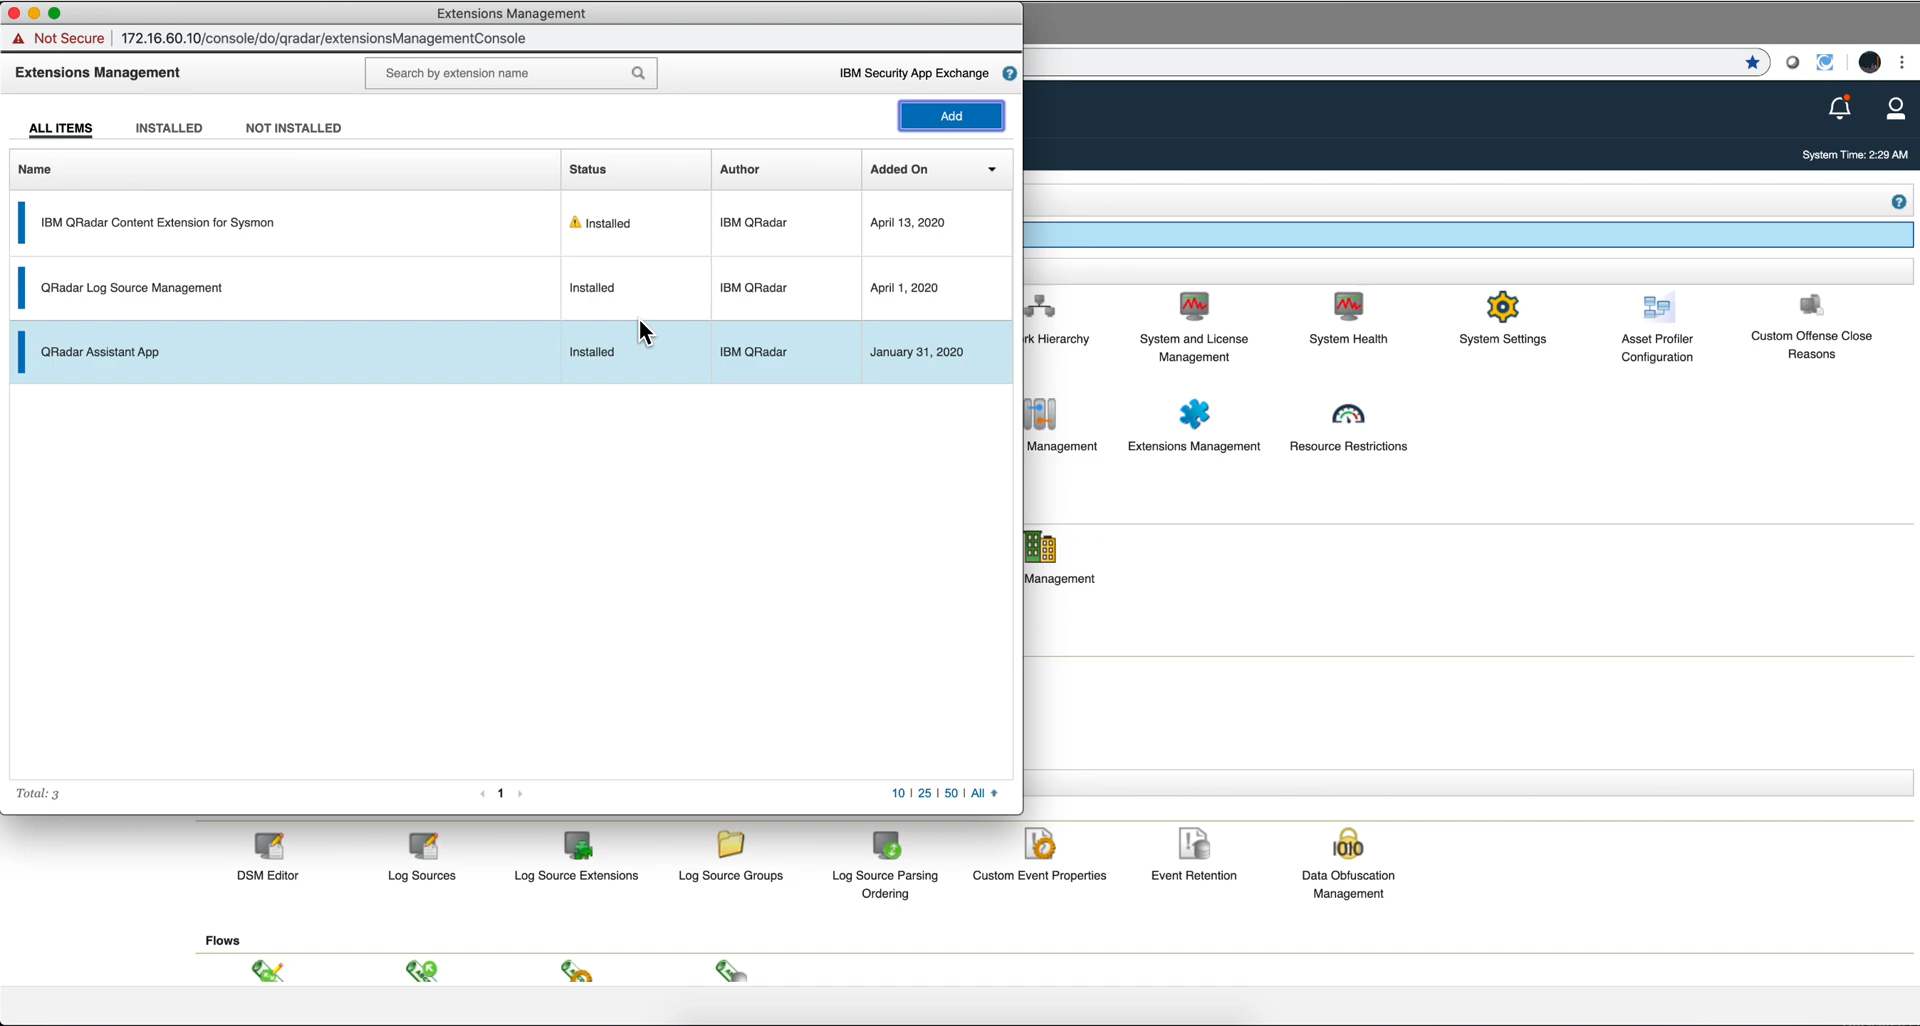 Extensions Management
Not Secure | 172.16.60.10/console/do/qradar/extensionsManagementConsole
Extensions Management
Search by extension name
IBM Security App Exchange
?
Add
ALL ITEMS
INSTALLED
NOT INSTALLED
Name
Status
Author
Added On
IBM QRadar Content Extension for Sysmon
Installed
IBM QRadar
April 13, 2020
QRadar Log Source Management
Installed
IBM QRadar
April 1, 2020
QRadar Assistant App
Installed
IBM QRadar
January 31, 2020
Total: 3
1
10 | 25 | 50 | All
System Time: 2:29 AM
?
rk Hierarchy
System and License
Management
System Health
System Settings
Asset Profiler
Configuration
Custom Offense Close
Reasons
Management
Extensions Management
Resource Restrictions
Management
DSM Editor
Log Sources
Log Source Extensions
Log Source Groups
Log Source Parsing
Ordering
Custom Event Properties
Event Retention
1010
Data Obfuscation
Management
Flows